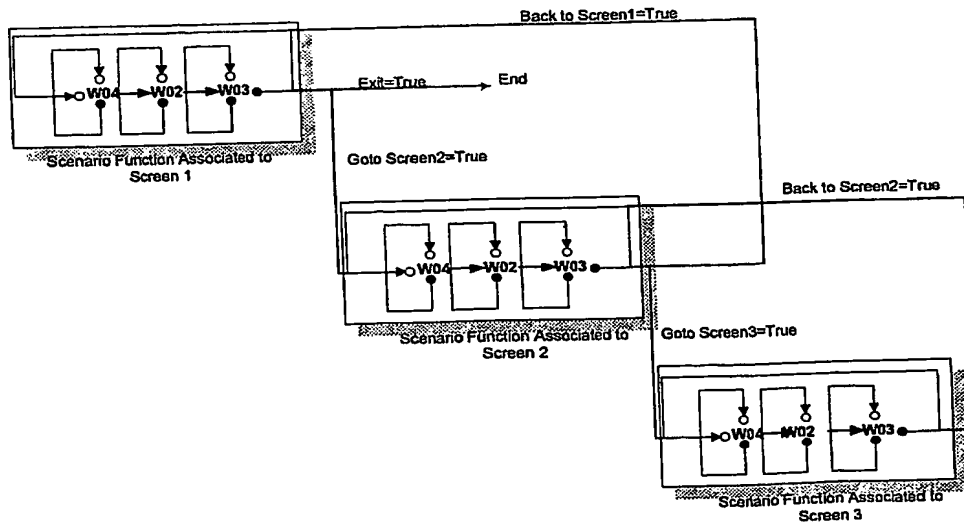 Back to Screen1=True
W04 W02 W03
Exit=True End
Scenario Function Associated to
Screen 1
Goto Screen2=True
Back to Screen2=True
W04 W02 W03
Scenario Function Associated to
Screen 2
Goto Screen3=True
W04 W02 W03
Scenario Function Associated to
Screen 3